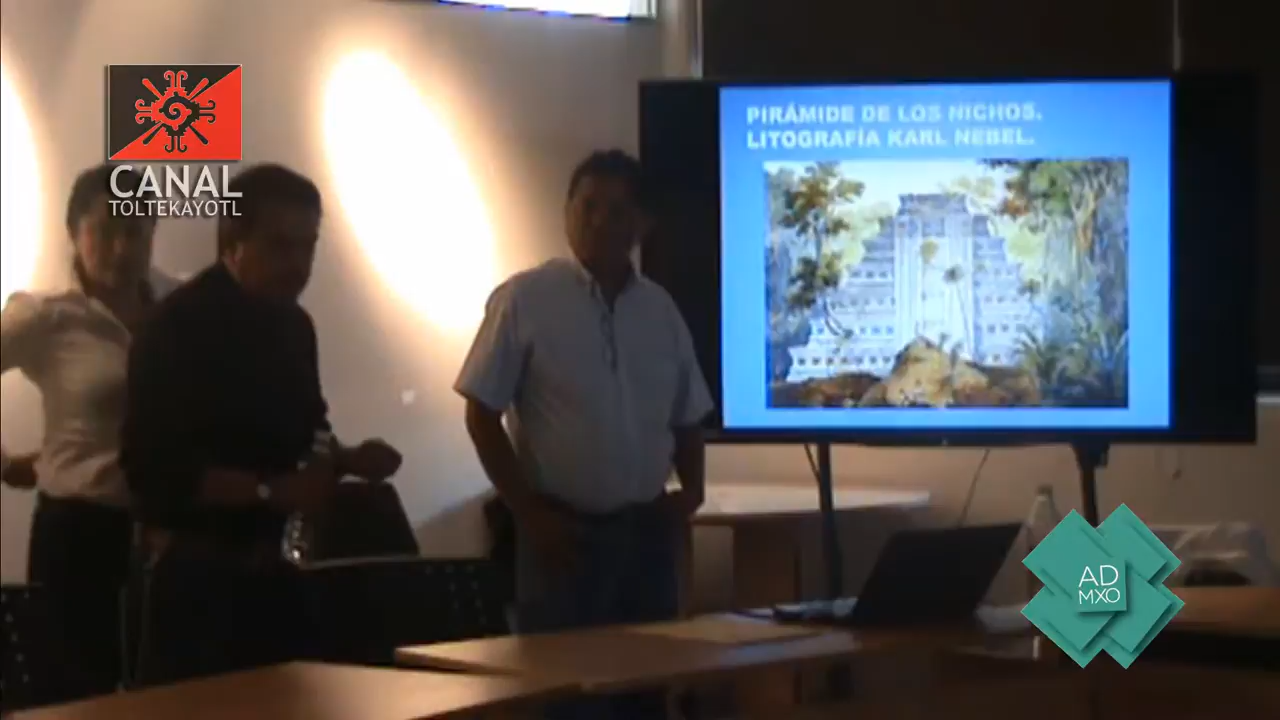 CANAL
TOLTEKAYOTL
PIRÁMIDE DE LOS NICHOS.
LITOGRAFÍA KARL NEBEL.
AD
MXO